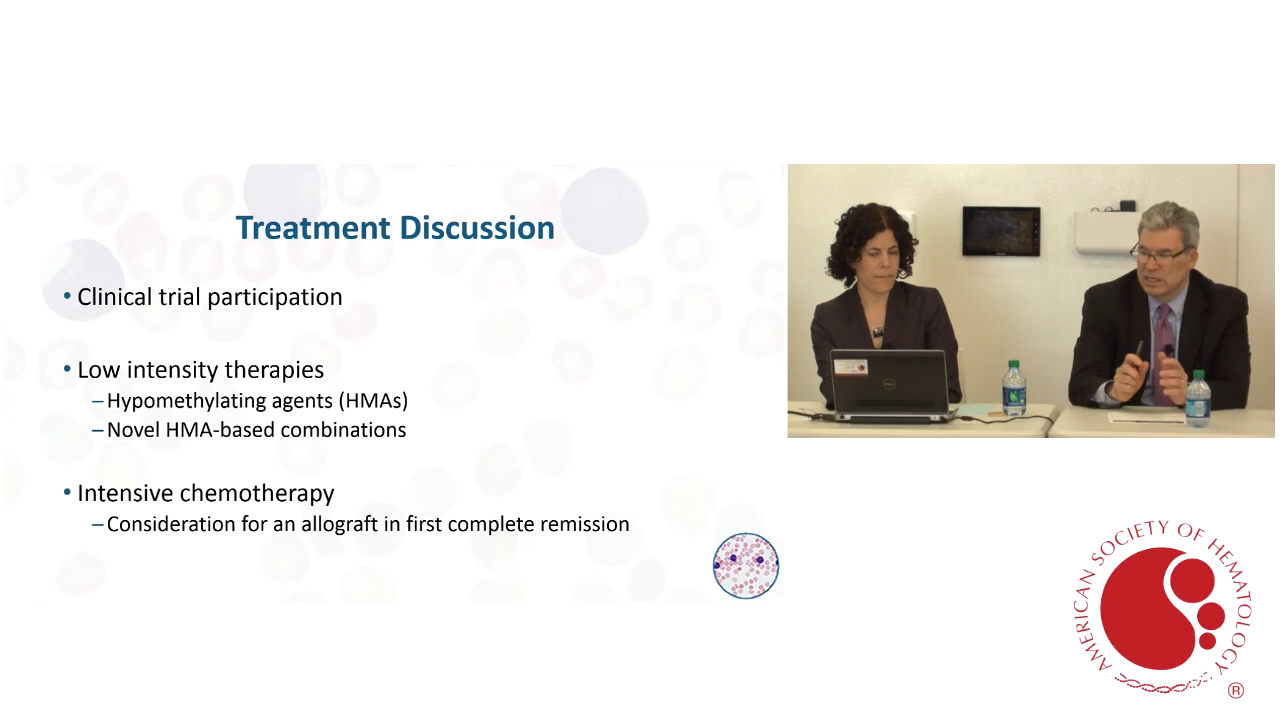 Treatment Discussion
• Clinical trial participation
• Low intensity therapies
– Hypomethylating agents (HMAs)
– Novel HMA-based combinations
• Intensive chemotherapy
– Consideration for an allograft in first complete remission
DELL
AMERICAN SOCIETY OF HEMATOLOGY
®